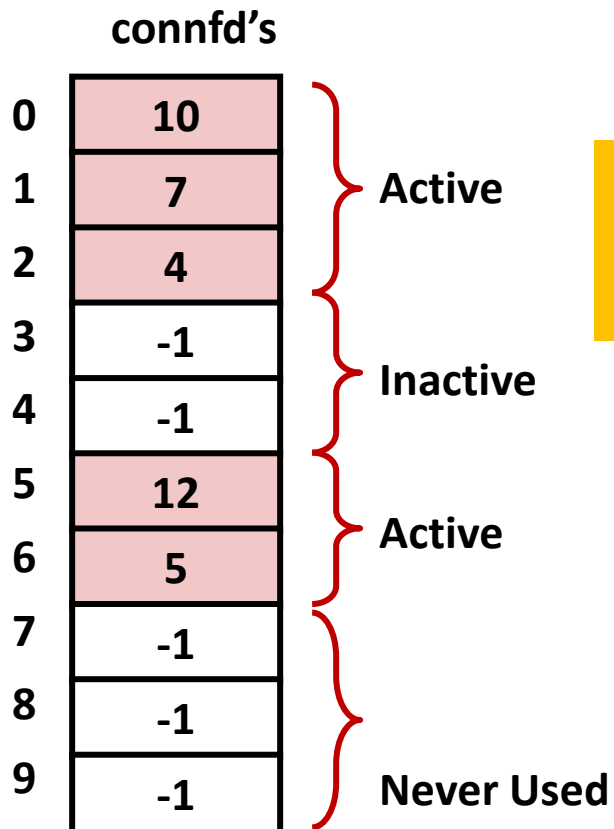 connfd’s
0 10
1 7 Active
2 4
3 -1
4 -1 Inactive
5 12
6 5 Active
7 -1
8 -1
9 -1 Never Used